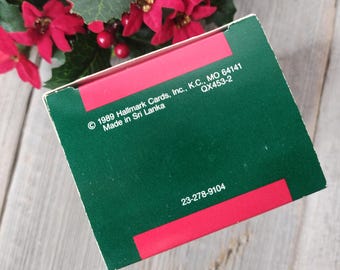 © 1989 Hallmark Cards, Inc., K.C., MO 64141
Made in Sri Lanka QX453-2
23-278-9104